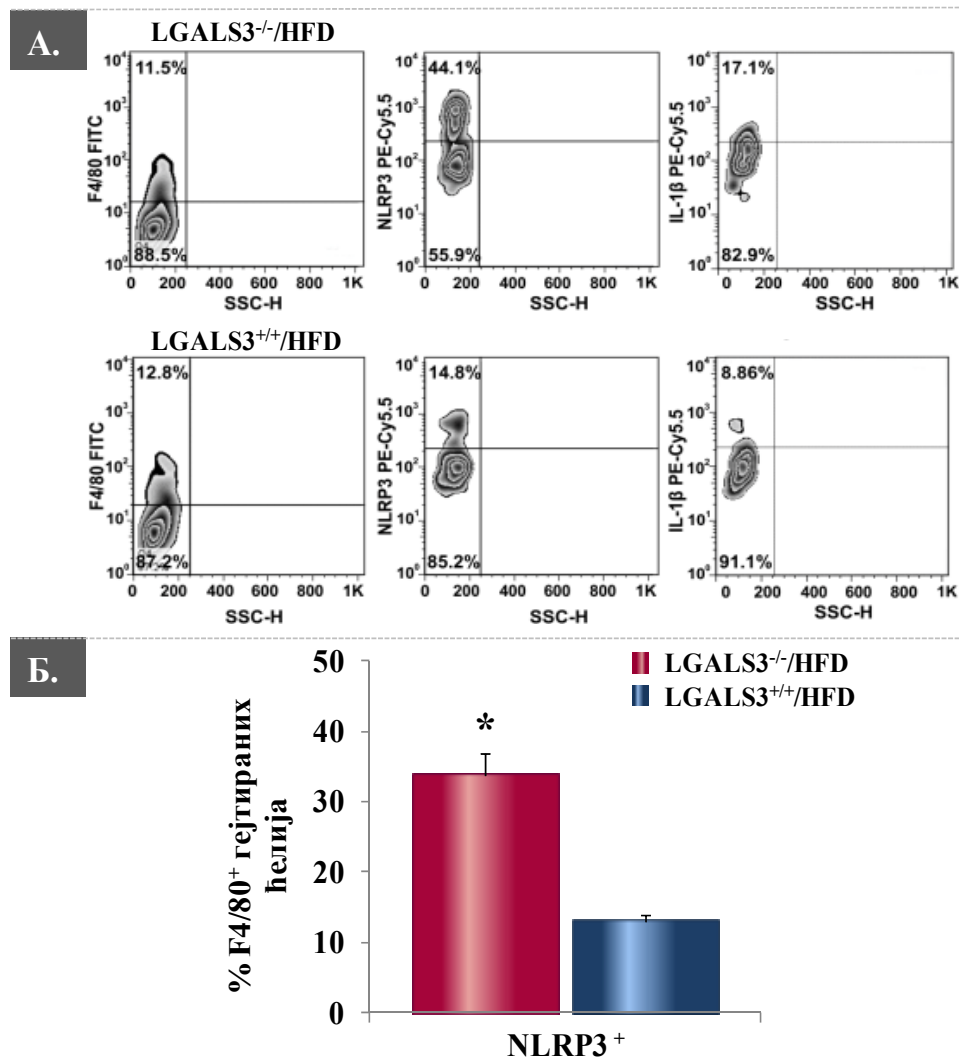 А.
LGALS3-/-/HFD
F4/80 FITC
10⁴
10³
10²
10¹
10⁰
11.5%
88.5%
0 200 400 600 800 1K
SSC-H
NLRP3 PE-Cy5.5
10⁴
10³
10²
10¹
10⁰
44.1%
55.9%
0 200 400 600 800 1K
SSC-H
IL-1β PE-Cy5.5
10⁴
10³
10²
10¹
10⁰
17.1%
82.9%
0 200 400 600 800 1K
SSC-H
LGALS3+/+/HFD
F4/80 FITC
10⁴
10³
10²
10¹
10⁰
12.8%
87.2%
0 200 400 600 800 1K
SSC-H
NLRP3 PE-Cy5.5
10⁴
10³
10²
10¹
10⁰
14.8%
85.2%
0 200 400 600 800 1K
SSC-H
IL-1β PE-Cy5.5
10⁴
10³
10²
10¹
10⁰
8.86%
91.1%
0 200 400 600 800 1K
SSC-H
Б.
% F4/80⁺ гејтираних
ћелија
50
40
30
20
10
0
*
LGALS3-/-/HFD
LGALS3+/+/HFD
NLRP3 ⁺